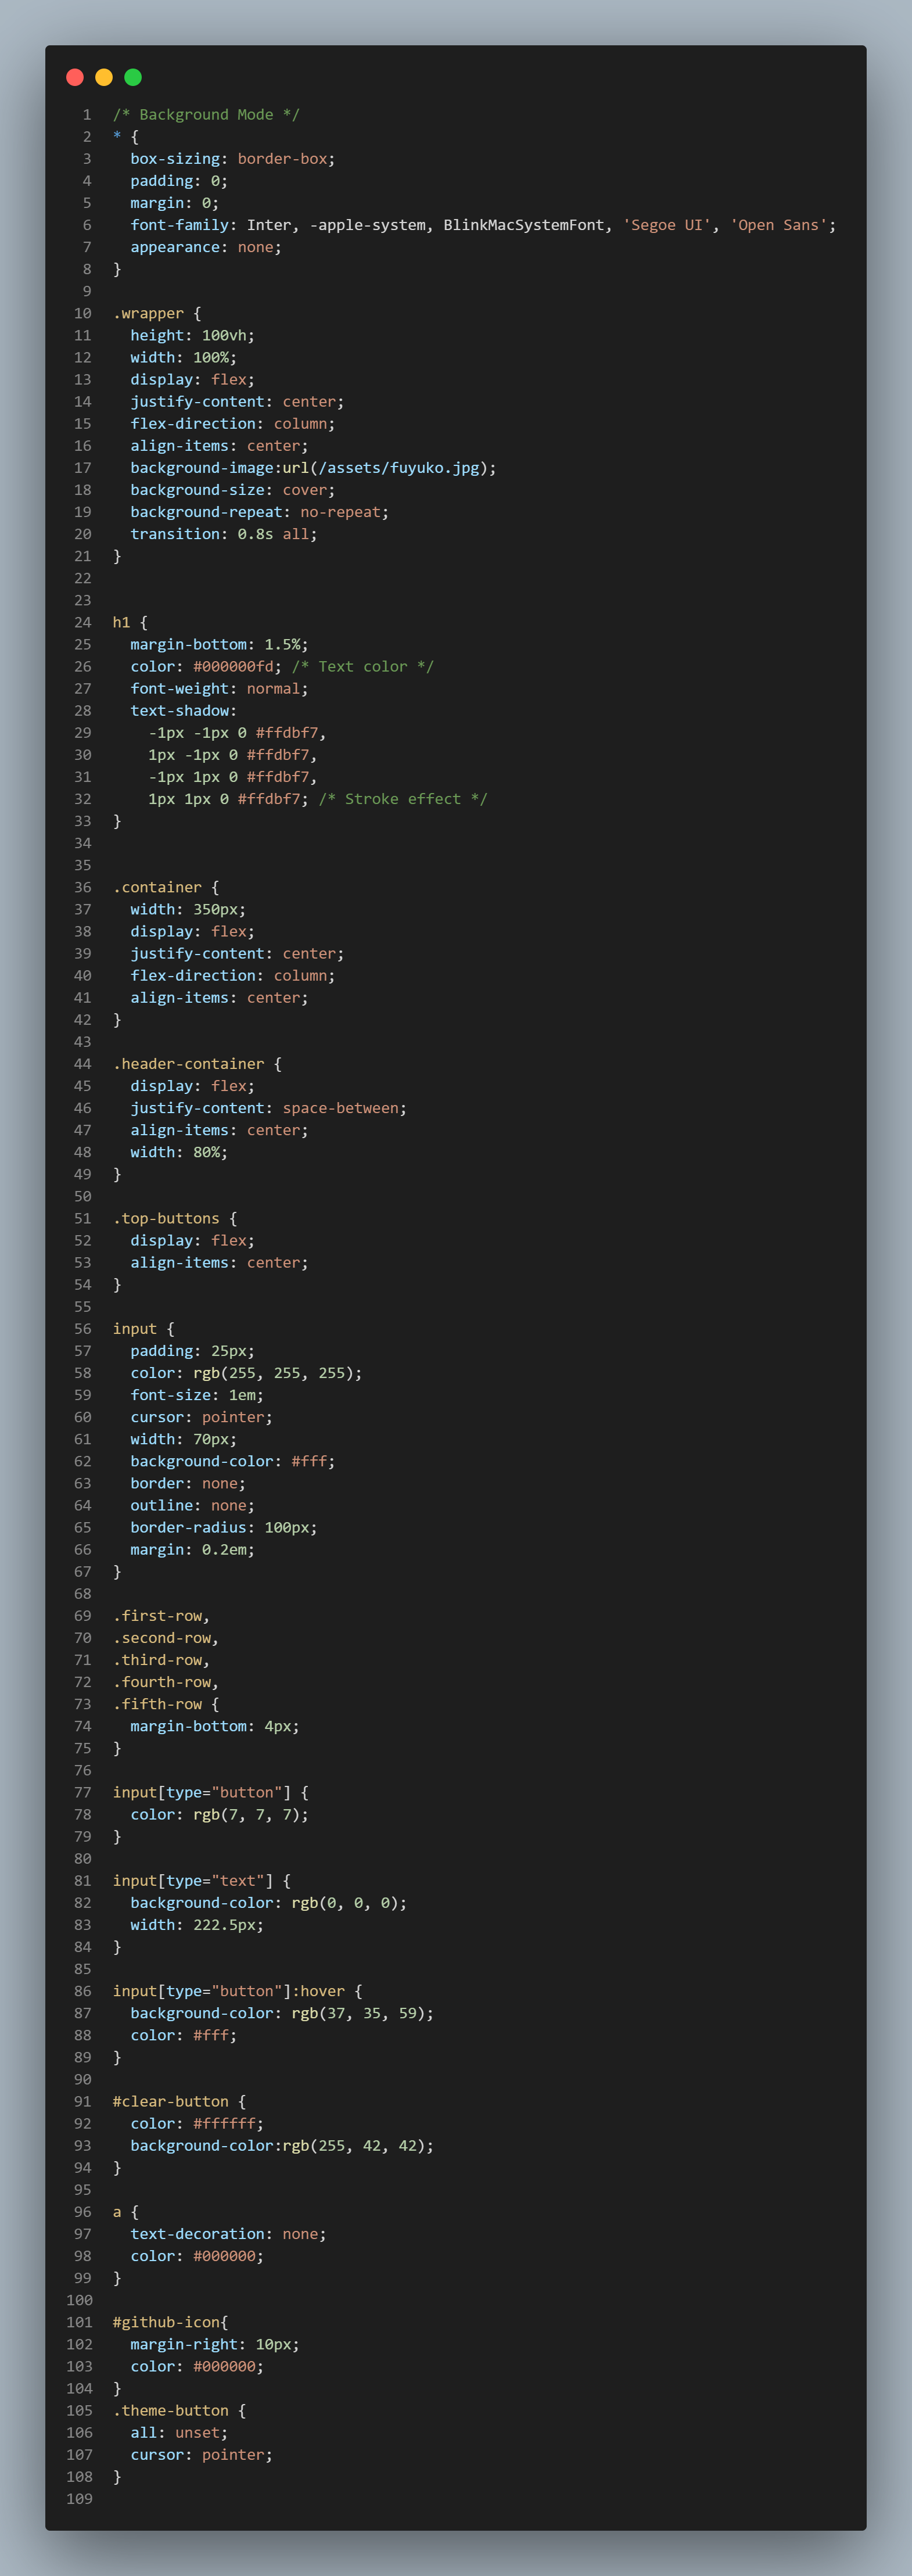 1 /* Background Mode */
2 * {
3   box-sizing: border-box;
4   padding: 0;
5   margin: 0;
6   font-family: Inter, -apple-system, BlinkMacSystemFont, 'Segoe UI', 'Open Sans';
7   appearance: none;
8 }
9
10 .wrapper {
11   height: 100vh;
12   width: 100%;
13   display: flex;
14   justify-content: center;
15   flex-direction: column;
16   align-items: center;
17   background-image:url(/assets/fuyuko.jpg);
18   background-size: cover;
19   background-repeat: no-repeat;
20   transition: 0.8s all;
21 }
22
23
24 h1 {
25   margin-bottom: 1.5%;
26   color: #000000fd; /* Text color */
27   font-weight: normal;
28   text-shadow:
29     -1px -1px 0 #ffdbf7,
30     1px -1px 0 #ffdbf7,
31     -1px 1px 0 #ffdbf7,
32     1px 1px 0 #ffdbf7; /* Stroke effect */
33 }
34
35
36 .container {
37   width: 350px;
38   display: flex;
39   justify-content: center;
40   flex-direction: column;
41   align-items: center;
42 }
43
44 .header-container {
45   display: flex;
46   justify-content: space-between;
47   align-items: center;
48   width: 80%;
49 }
50
51 .top-buttons {
52   display: flex;
53   align-items: center;
54 }
55
56 input {
57   padding: 25px;
58   color: rgb(255, 255, 255);
59   font-size: 1em;
60   cursor: pointer;
61   width: 70px;
62   background-color: #fff;
63   border: none;
64   outline: none;
65   border-radius: 100px;
66   margin: 0.2em;
67 }
68
69 .first-row,
70 .second-row,
71 .third-row,
72 .fourth-row,
73 .fifth-row {
74   margin-bottom: 4px;
75 }
76
77 input[type="button"] {
78   color: rgb(7, 7, 7);
79 }
80
81 input[type="text"] {
82   background-color: rgb(0, 0, 0);
83   width: 222.5px;
84 }
85
86 input[type="button"]:hover {
87   background-color: rgb(37, 35, 59);
88   color: #fff;
89 }
90
91 #clear-button {
92   color: #ffffff;
93   background-color:rgb(255, 42, 42);
94 }
95
96 a {
97   text-decoration: none;
98   color: #000000;
99 }
100
101 #github-icon{
102   margin-right: 10px;
103   color: #000000;
104 }
105 .theme-button {
106   all: unset;
107   cursor: pointer;
108 }
109